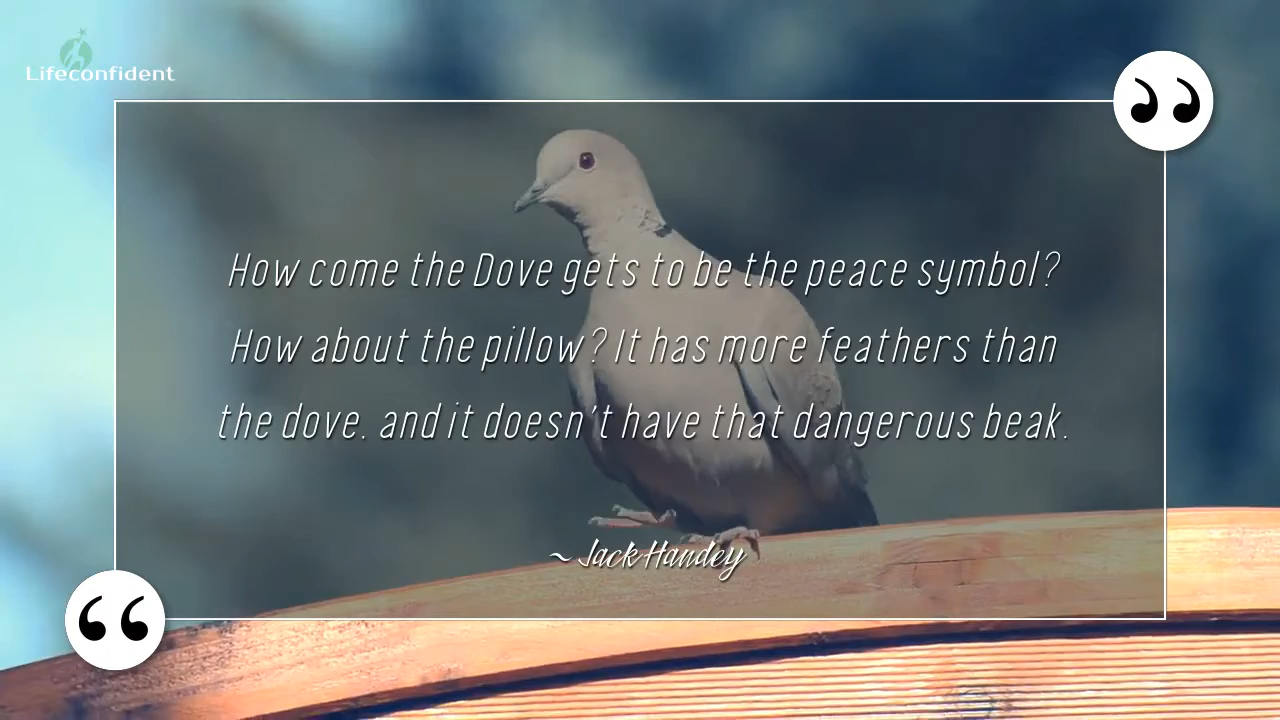 Lifeconfident
How come the Dove gets to be the peace symbol?
How about the pillow? It has more feathers than
the dove. and it doesn't have that dangerous beak.
~ Jack Handey